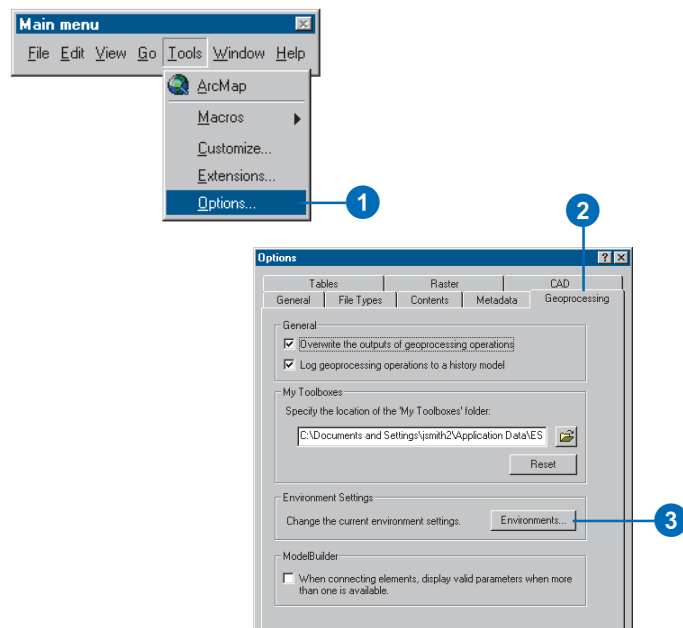 Main menu
File Edit View Go Tools Window Help
ArcMap
Macros
Customize...
Extensions...
Options...
1
2
Options
Tables Raster CAD
General File Types Contents Metadata Geoprocessing
General
Overwrite the outputs of geoprocessing operations
Log geoprocessing operations to a history model
My Toolboxes
Specify the location of the 'My Toolboxes' folder:
C:\Documents and Settings\jsmith2\Application Data\ES
Reset
Environment Settings
Change the current environment settings. Environments...
3
ModelBuilder
When connecting elements, display valid parameters when more
than one is available.